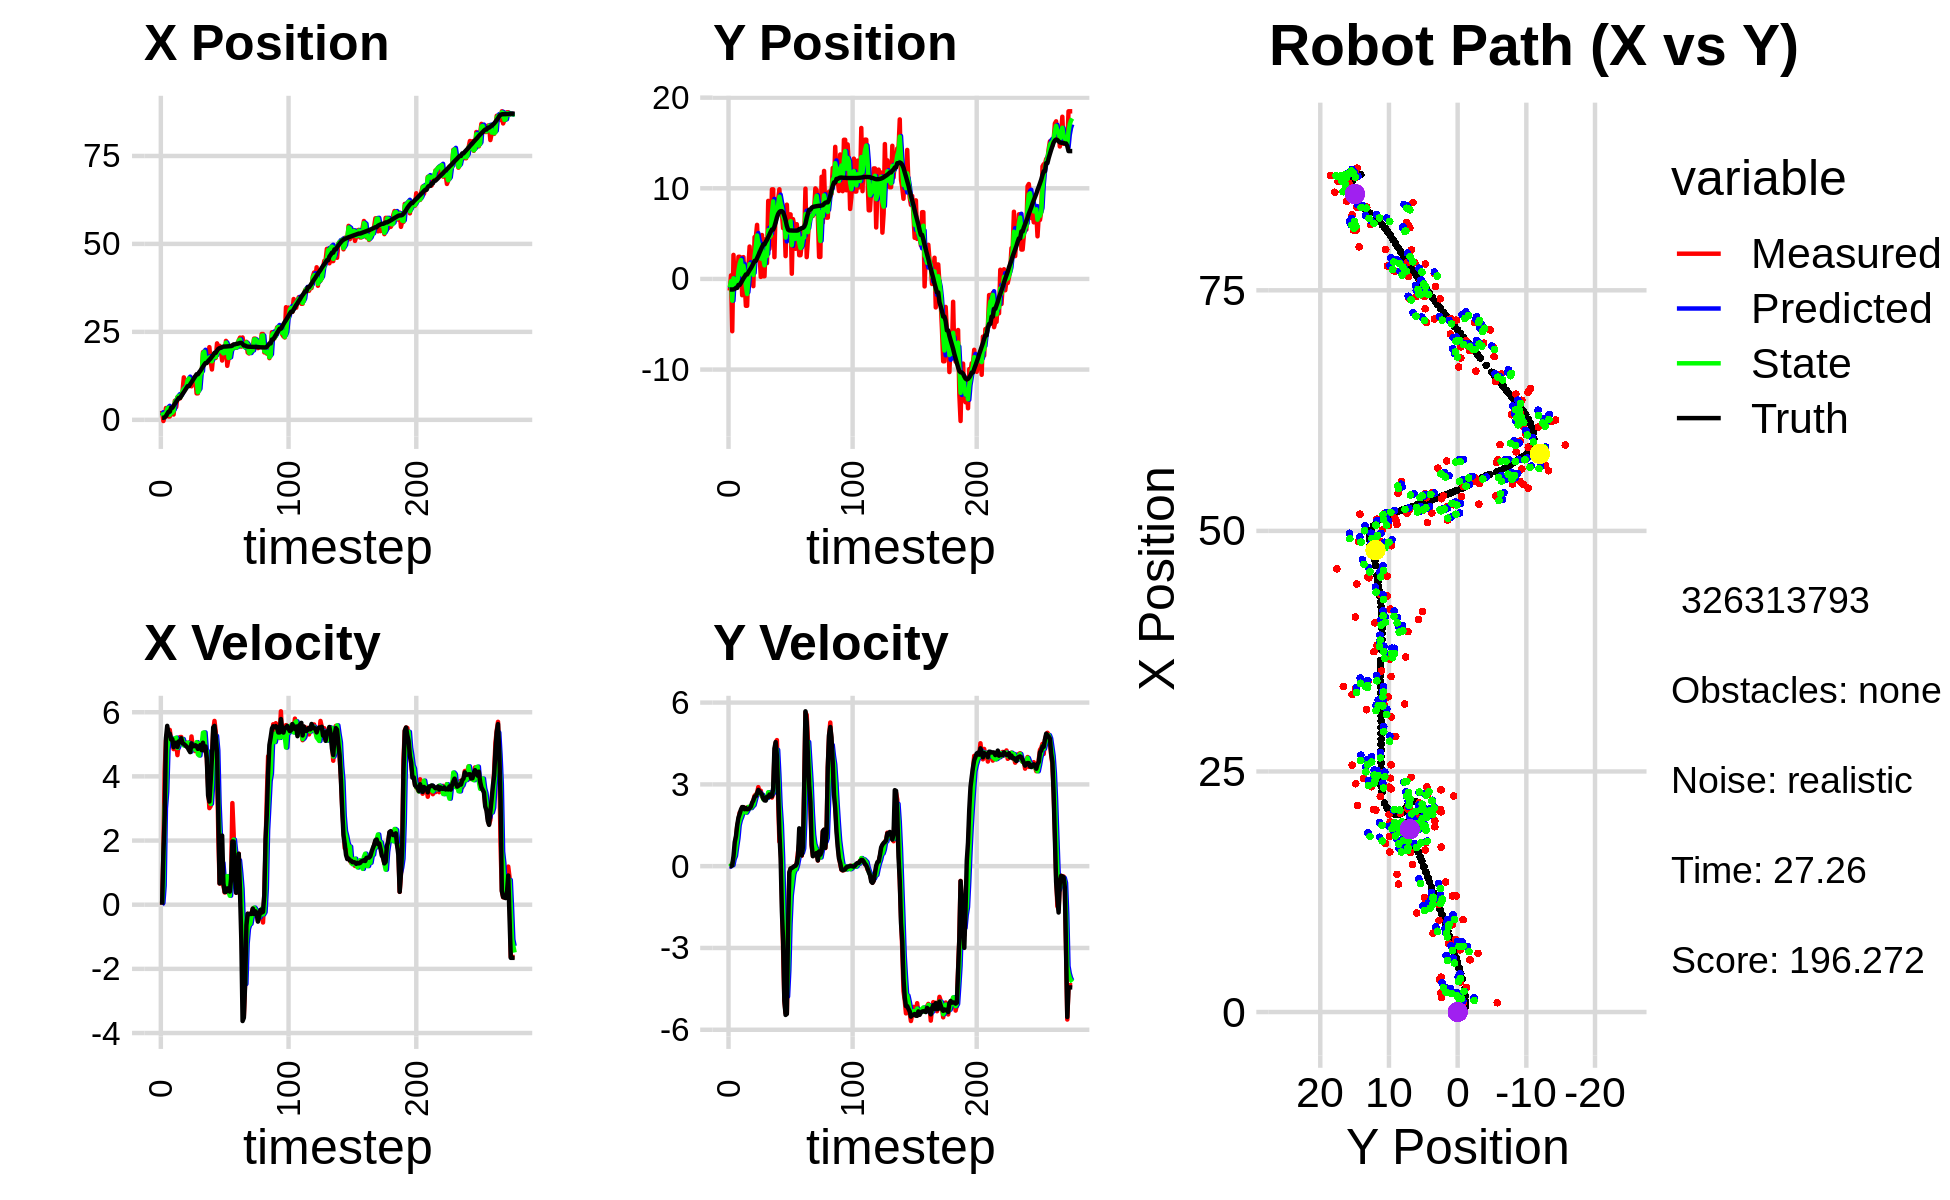 X Position
75
50
25
0
0
100
200
timestep
Y Position
20
10
0
-10
0
100
200
timestep
X Velocity
6
4
2
0
-2
-4
0
100
200
timestep
Y Velocity
6
3
0
-3
-6
0
100
200
timestep
Robot Path (X vs Y)
X Position
75
50
25
0
20 10 0 -10 -20
Y Position
variable
Measured
Predicted
State
Truth
326313793
Obstacles: none
Noise: realistic
Time: 27.26
Score: 196.272